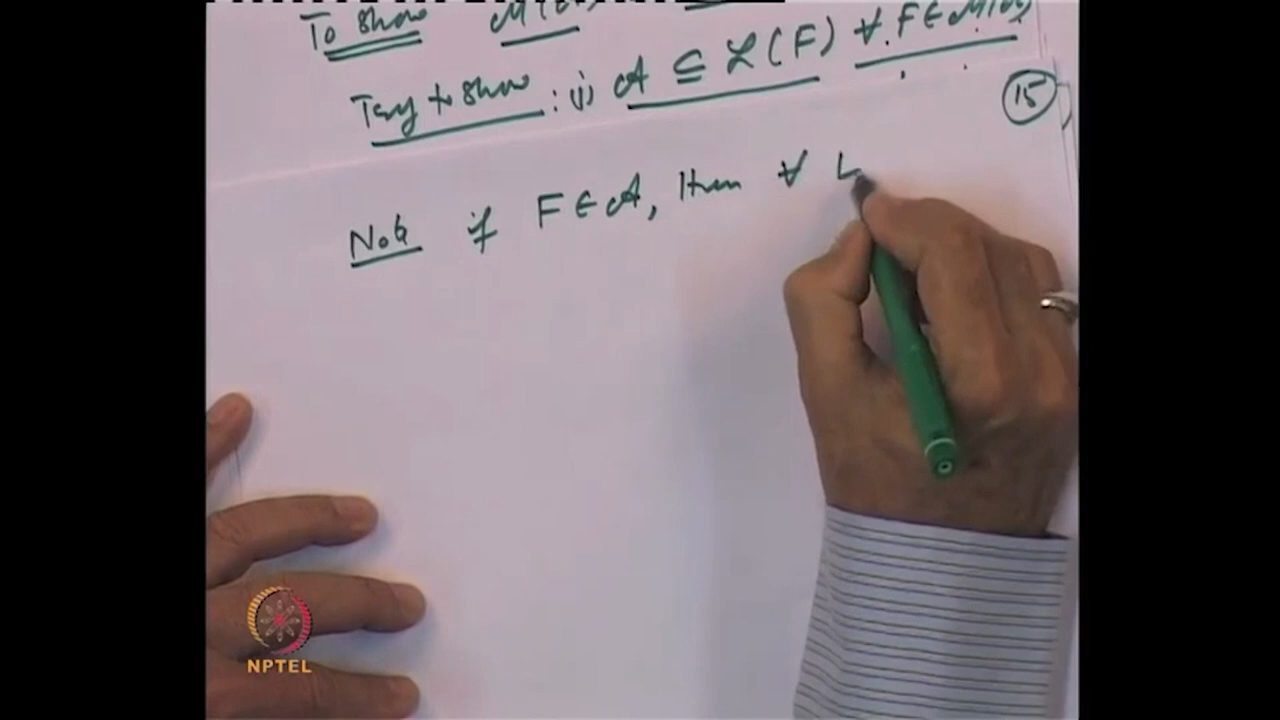 To show M(
Try to show : (i) 𝒜 ⊆ ℒ(F) ∀ F ∈ M(
15
Note if F ∈ 𝒜, then ∀
NPTEL